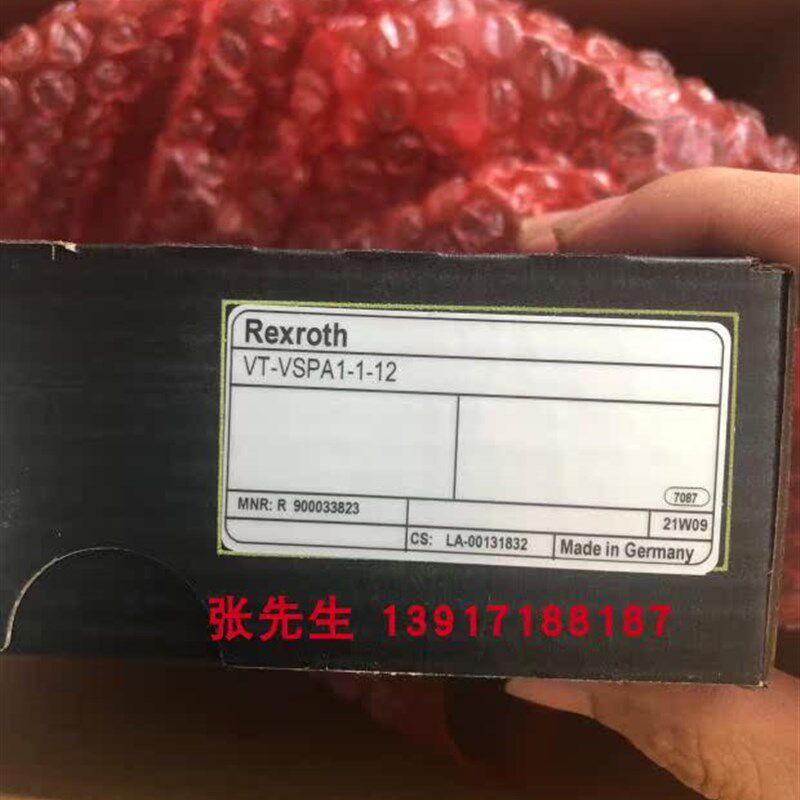 Rexroth
VT-VSPA1-1-12
7087
MNR: R 900033823
21W09
CS: LA-00131832
Made in Germany
张先生 13917188187